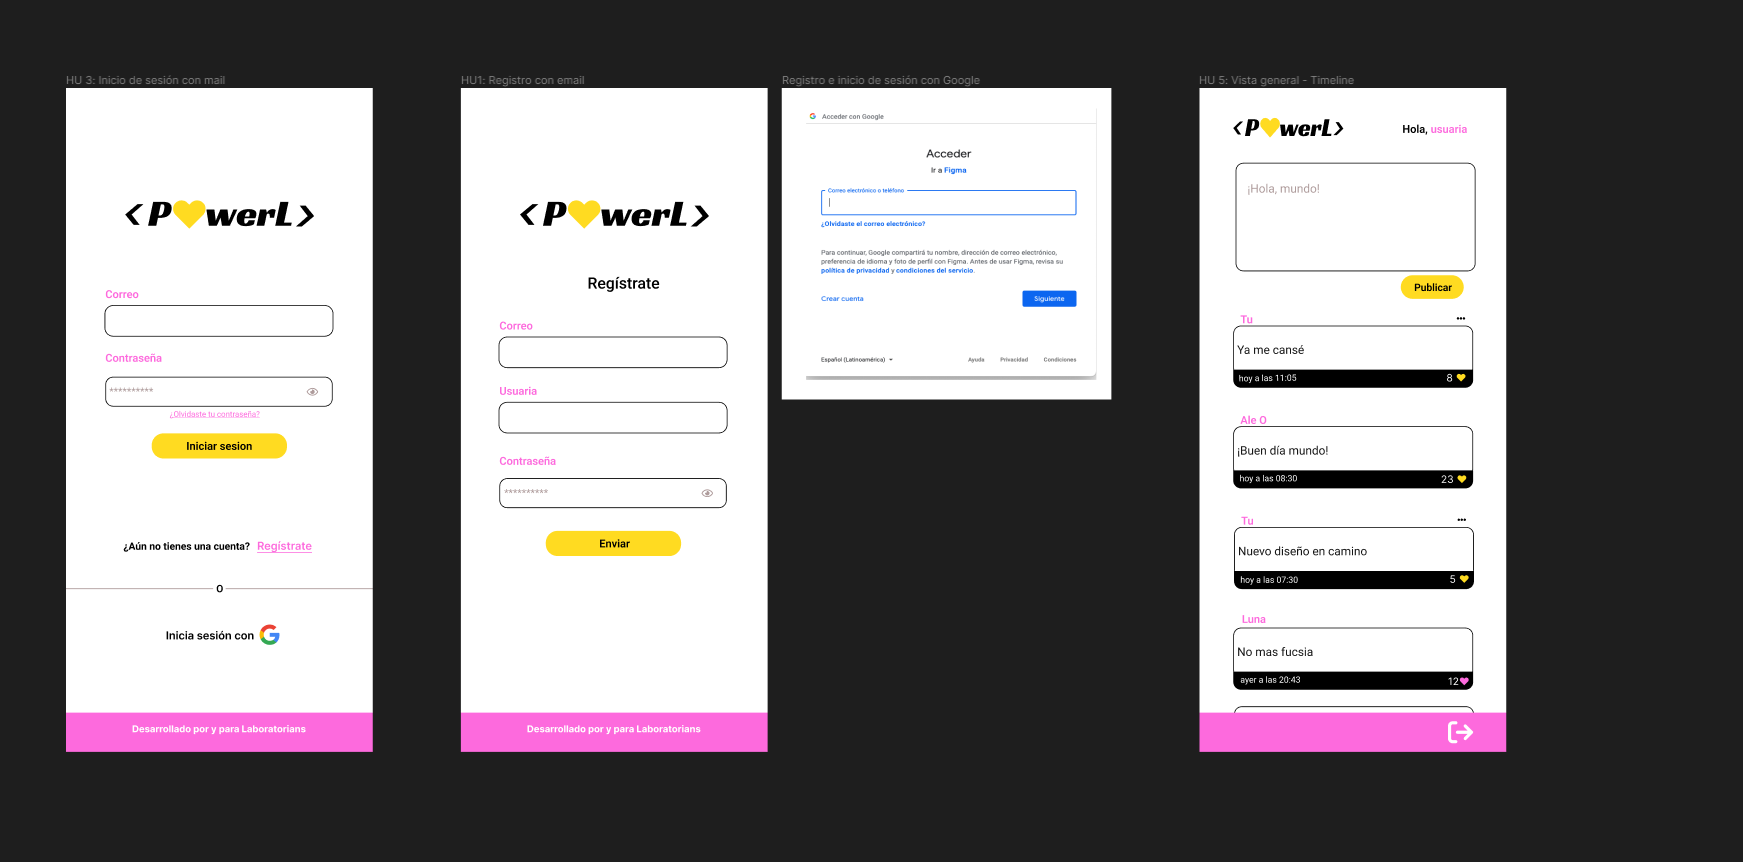 HU 3: Inicio de sesión con mail
<P💛werL>
Correo
Contraseña
**********
¿Olvidaste tu contraseña?
Iniciar sesion
¿Aún no tienes una cuenta? Regístrate
O
Inicia sesión con G
Desarrollado por y para Laboratorians
HU1: Registro con email
<P💛werL>
Regístrate
Correo
Usuaria
Contraseña
**********
Enviar
Desarrollado por y para Laboratorians
Registro e inicio de sesión con Google
G Acceder con Google
Acceder
Ir a Figma
Correo electrónico o teléfono
¿Olvidaste el correo electrónico?
Para continuar, Google compartirá tu nombre, dirección de correo electrónico,
preferencia de idioma y foto de perfil con Figma. Antes de usar Figma, revisa su
política de privacidad y condiciones del servicio.
Crear cuenta Siguiente
Español (Latinoamérica) Ayuda Privacidad Condiciones
HU 5: Vista general - Timeline
<P💛werL> Hola, usuaria
¡Hola, mundo!
Publicar
Tu •••
Ya me cansé
hoy a las 11:05 8
Ale O
¡Buen día mundo!
hoy a las 08:30 23
Tu •••
Nuevo diseño en camino
hoy a las 07:30 5
Luna
No mas fucsia
ayer a las 20:43 12